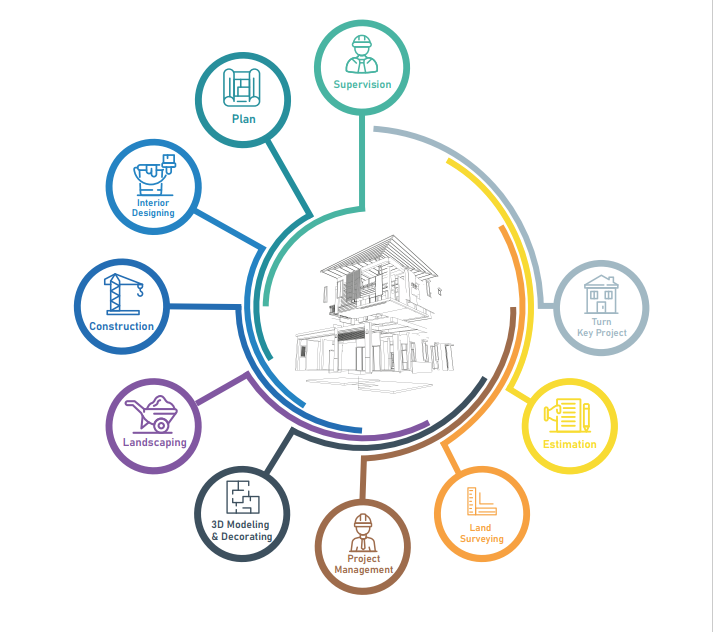 Supervision
Plan
Interior
Designing
Construction
Landscaping
3D Modeling
& Decorating
Project
Management
Land
Surveying
Estimation
Turn
Key Project